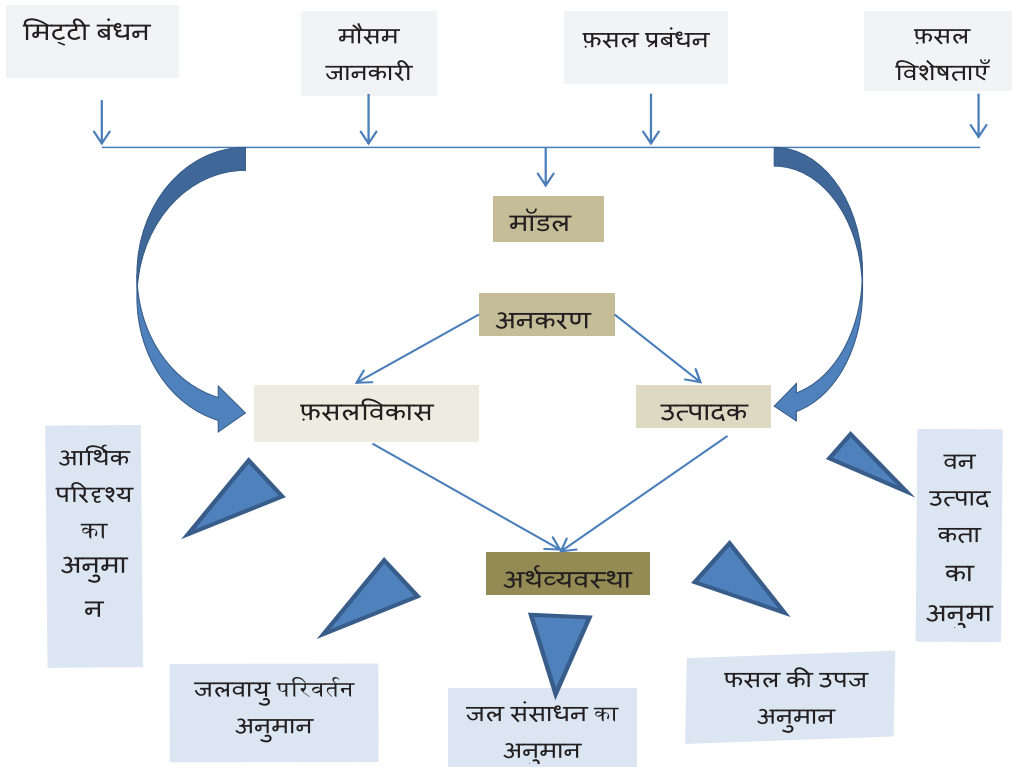 मिट्टी बंधन
मौसम
जानकारी
फ़सल प्रबंधन
फ़सल
विशेषताएँ
मॉडल
अनकरण
फ़सलविकास
उत्पादक
आर्थिक
परिदृश्य
का
अनुमा
न
वन
उत्पाद
कता
का
अनुमा
अर्थव्यवस्था
जलवायु परिवर्तन
अनुमान
जल संसाधन का
अनुमान
फसल की उपज
अनुमान